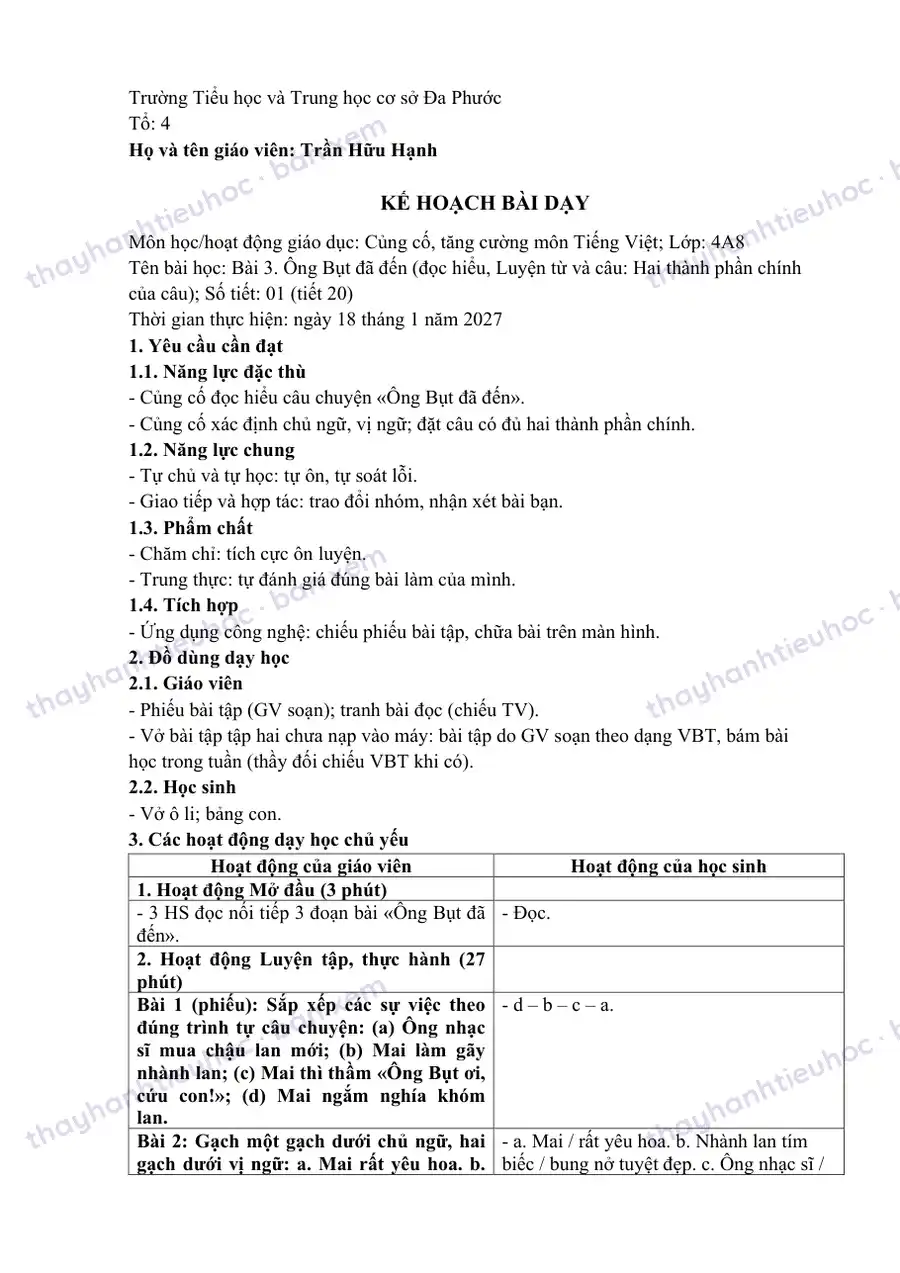 Trường Tiểu học và Trung học cơ sở Đa Phước
Tổ: 4
Họ và tên giáo viên: Trần Hữu Hạnh
KẾ HOẠCH BÀI DẠY
Môn học/hoạt động giáo dục: Củng cố, tăng cường môn Tiếng Việt; Lớp: 4A8
Tên bài học: Bài 3. Ông Bụt đã đến (đọc hiểu, Luyện từ và câu: Hai thành phần chính
của câu); Số tiết: 01 (tiết 20)
Thời gian thực hiện: ngày 18 tháng 1 năm 2027
1. Yêu cầu cần đạt
1.1. Năng lực đặc thù
- Củng cố đọc hiểu câu chuyện «Ông Bụt đã đến».
- Củng cố xác định chủ ngữ, vị ngữ; đặt câu có đủ hai thành phần chính.
1.2. Năng lực chung
- Tự chủ và tự học: tự ôn, tự soát lỗi.
- Giao tiếp và hợp tác: trao đổi nhóm, nhận xét bài bạn.
1.3. Phẩm chất
- Chăm chỉ: tích cực ôn luyện.
- Trung thực: tự đánh giá đúng bài làm của mình.
1.4. Tích hợp
- Ứng dụng công nghệ: chiếu phiếu bài tập, chữa bài trên màn hình.
2. Đồ dùng dạy học
2.1. Giáo viên
- Phiếu bài tập (GV soạn); tranh bài đọc (chiếu TV).
- Vở bài tập tập hai chưa nạp vào máy: bài tập do GV soạn theo dạng VBT, bám bài
học trong tuần (thầy đối chiếu VBT khi có).
2.2. Học sinh
- Vở ô li; bảng con.
3. Các hoạt động dạy học chủ yếu
Hoạt động của giáo viên
Hoạt động của học sinh
1. Hoạt động Mở đầu (3 phút)
- 3 HS đọc nối tiếp 3 đoạn bài «Ông Bụt đã
đến».
- Đọc.
2. Hoạt động Luyện tập, thực hành (27
phút)
Bài 1 (phiếu): Sắp xếp các sự việc theo
đúng trình tự câu chuyện: (a) Ông nhạc
sĩ mua chậu lan mới; (b) Mai làm gãy
nhành lan; (c) Mai thì thầm «Ông Bụt ơi,
cứu con!»; (d) Mai ngắm nghía khóm
lan.
- d – b – c – a.
Bài 2: Gạch một gạch dưới chủ ngữ, hai
gạch dưới vị ngữ: a. Mai rất yêu hoa. b.
- a. Mai / rất yêu hoa. b. Nhành lan tím
biếc / bung nở tuyệt đẹp. c. Ông nhạc sĩ /
thayhanhtieuhoc · bản xem
thayhanhtieuhoc · b
thayhanhtieuhoc · bản xem
thayhanhtieuhoc · b
thayhanhtieuhoc · bản xem
thayhanhtieuhoc · b